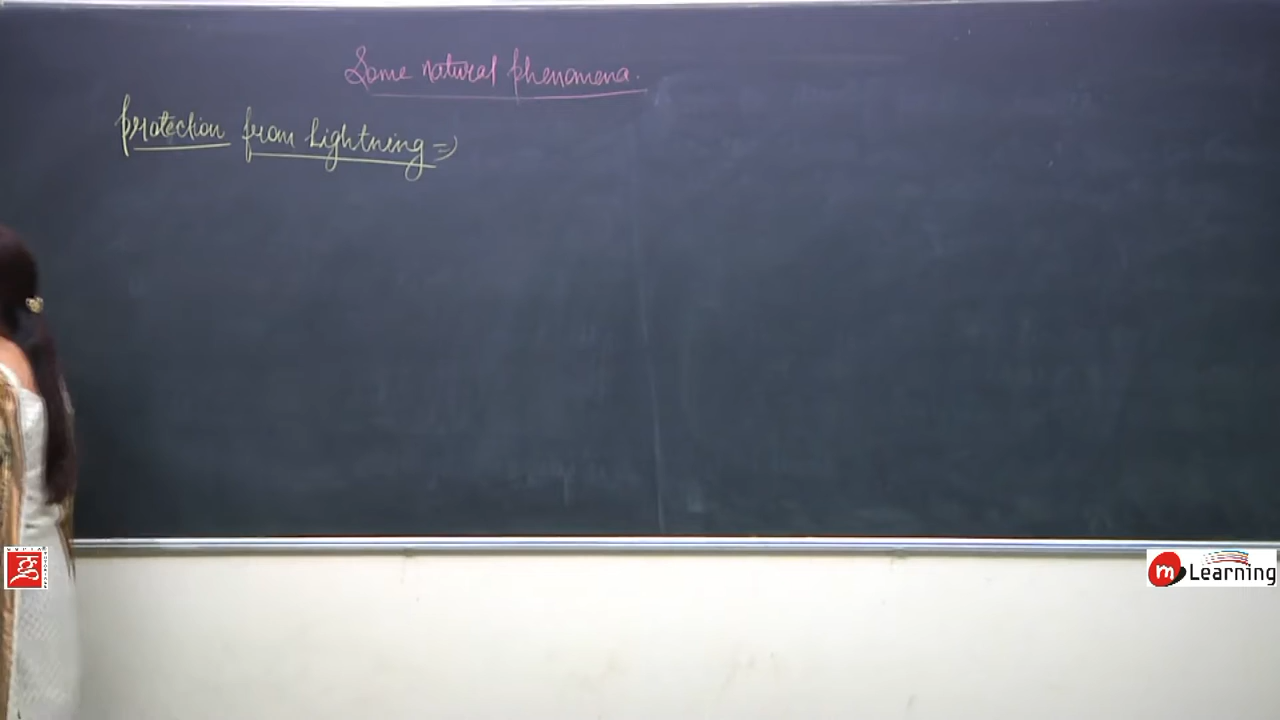 Some natural phenomena.
protection from Lightning =>
m Learning